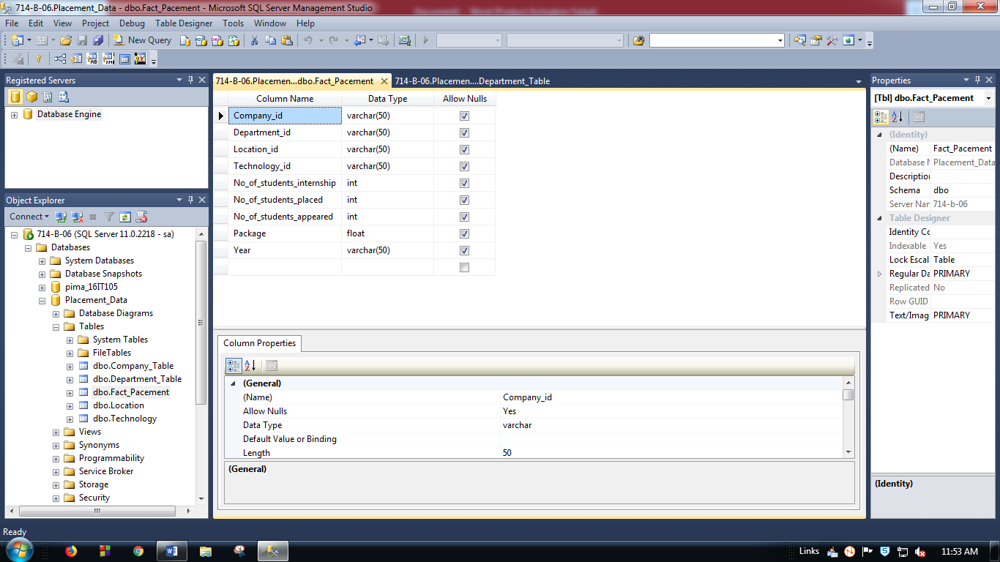 714-B-06.Placement_Data - dbo.Fact_Pacement - Microsoft SQL Server Management Studio
File Edit View Project Debug Table Designer Tools Window Help
New Query
Registered Servers
Database Engine
Object Explorer
Connect
714-B-06 (SQL Server 11.0.2218 - sa)
Databases
System Databases
Database Snapshots
pima_16IT105
Placement_Data
Database Diagrams
Tables
System Tables
FileTables
dbo.Company_Table
dbo.Department_Table
dbo.Fact_Pacement
dbo.Location
dbo.Technology
Views
Synonyms
Programmability
Service Broker
Storage
Security
714-B-06.Placemen...dbo.Fact_Pacement 714-B-06.Placemen....Department_Table
Column Name Data Type Allow Nulls
Company_id varchar(50)
Department_id varchar(50)
Location_id varchar(50)
Technology_id varchar(50)
No_of_students_internship int
No_of_students_placed int
No_of_students_appeared int
Package float
Year varchar(50)
Column Properties
(General)
(Name) Company_id
Allow Nulls Yes
Data Type varchar
Default Value or Binding
Length 50
(General)
Properties
[Tbl] dbo.Fact_Pacement
(Identity)
(Name) Fact_Pacement
Database N Placement_Data
Description
Schema dbo
Server Nar 714-b-06
Table Designer
Identity Co
Indexable Yes
Lock Escal Table
Regular Da PRIMARY
Replicated No
Row GUID
Text/Imag PRIMARY
(Identity)
Ready
Links 11:53 AM